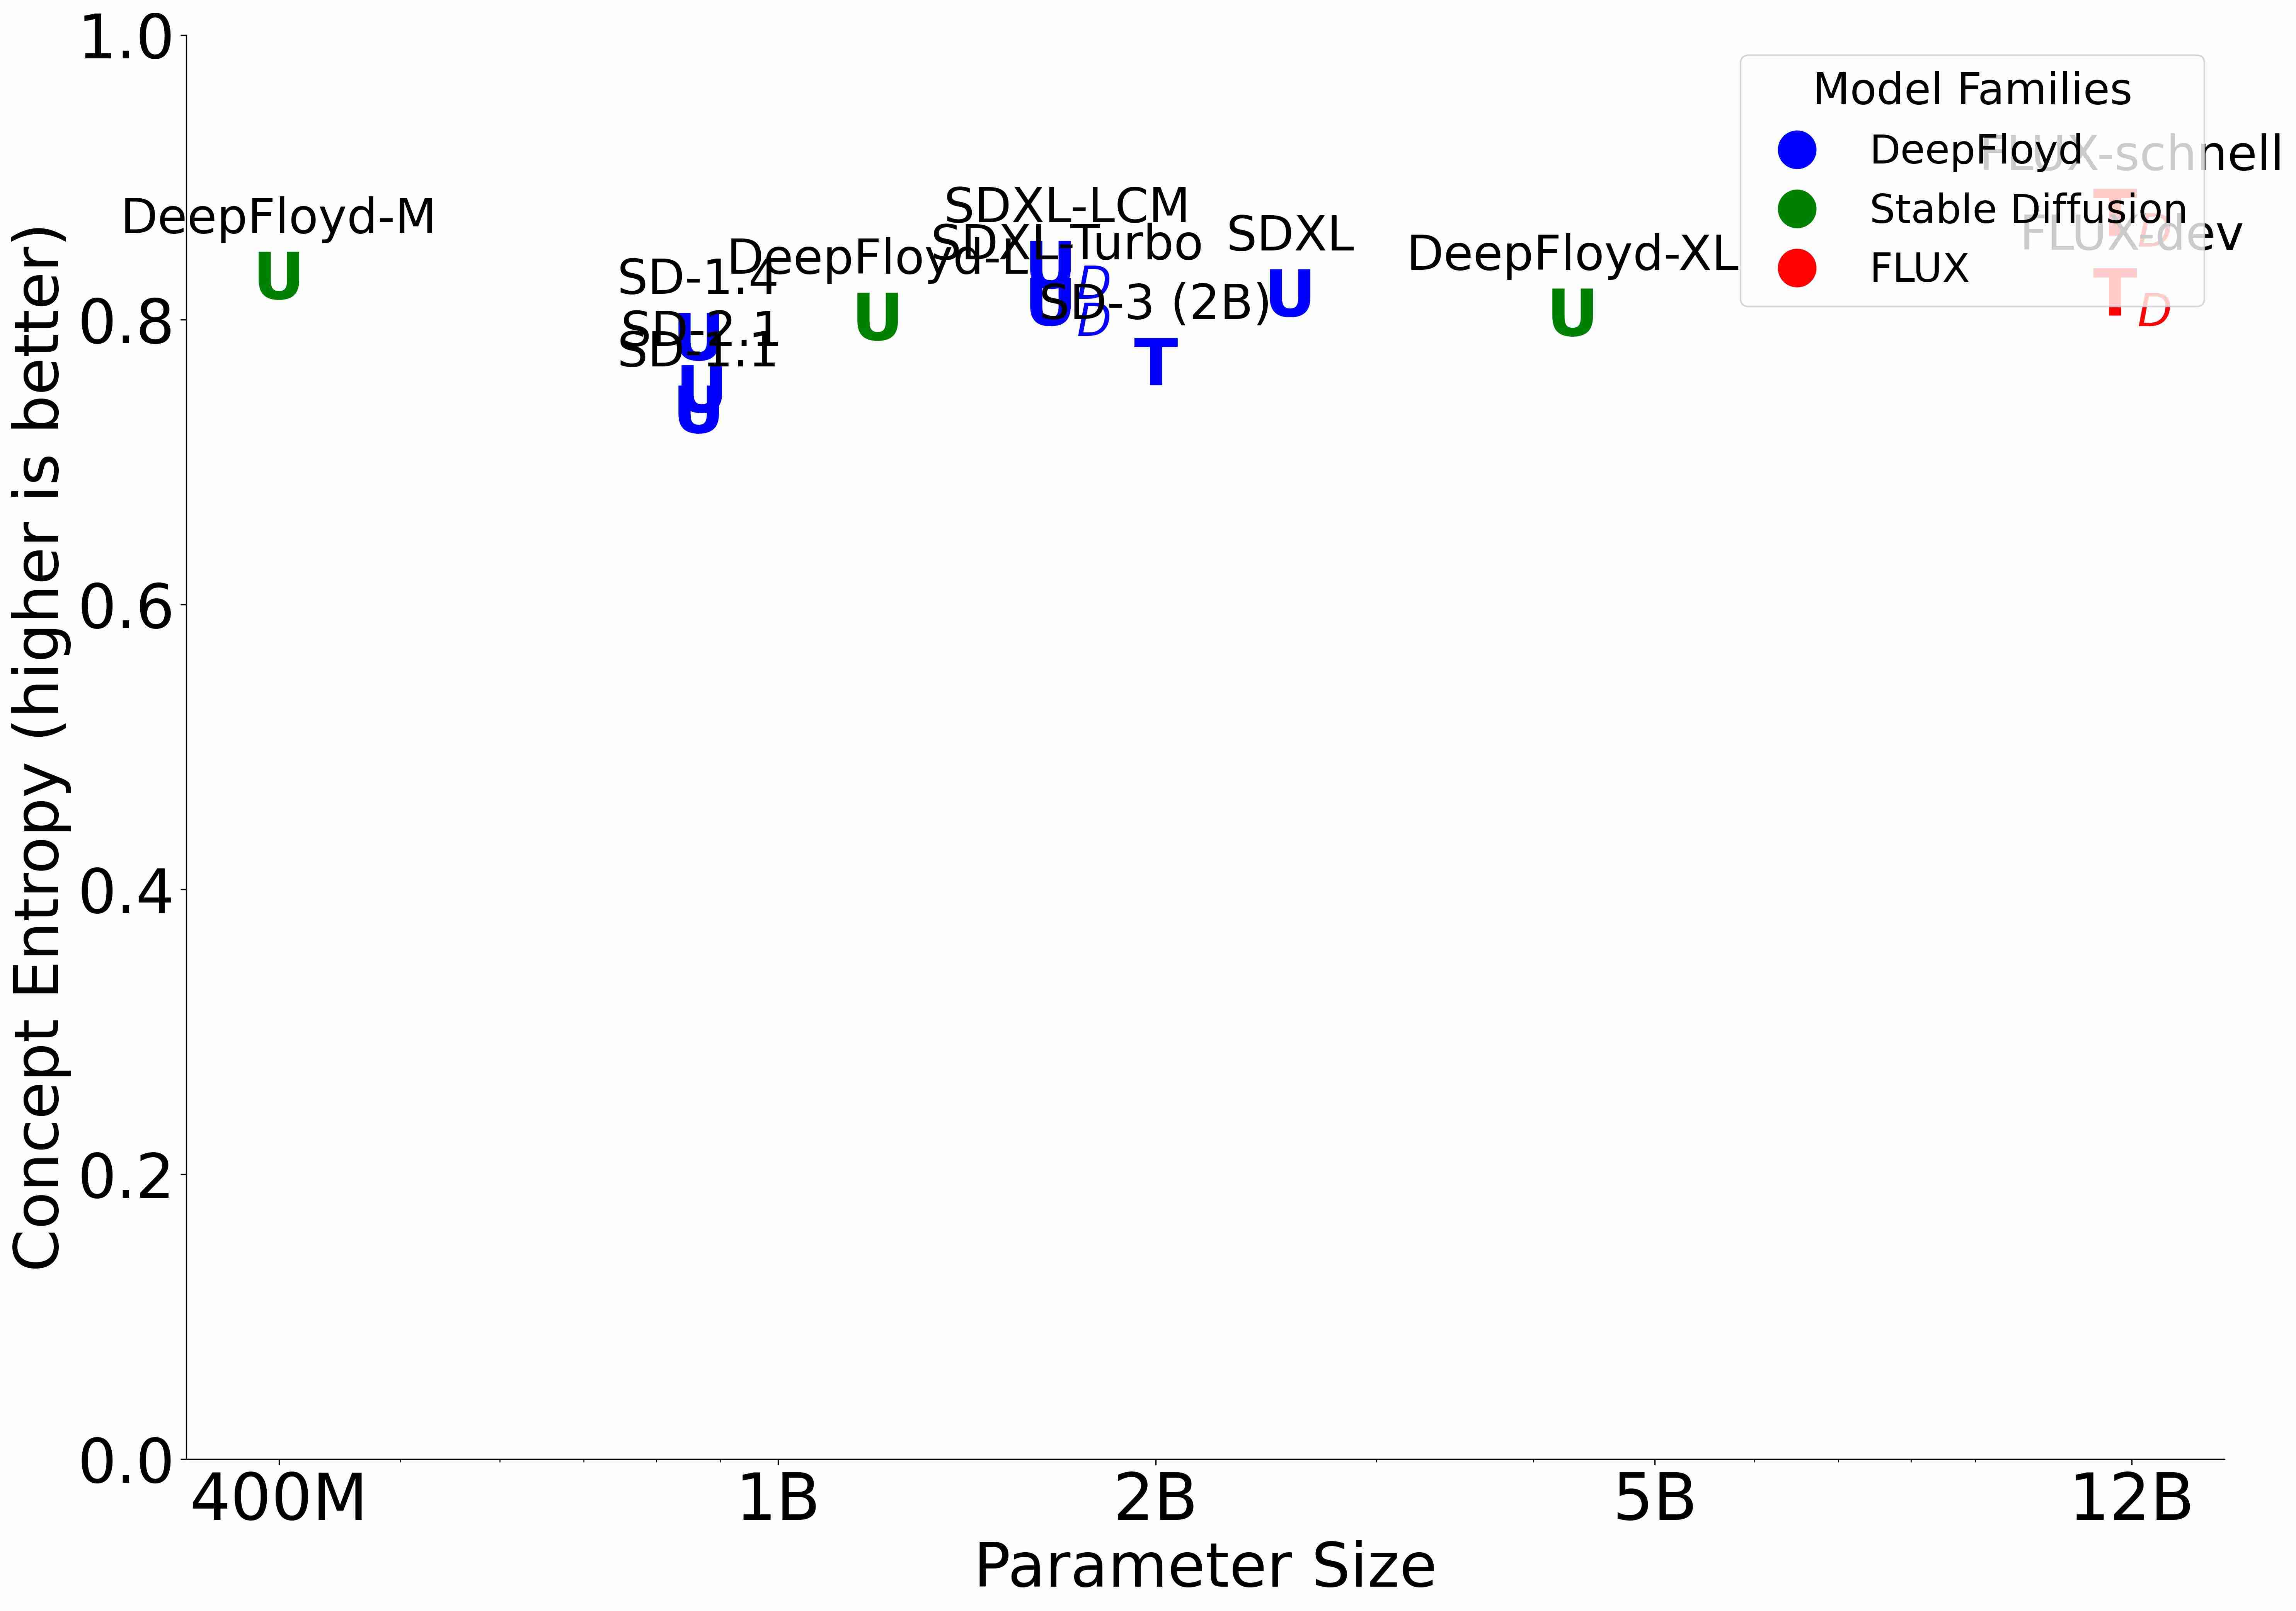 1.0
0.8
0.6
0.4
0.2
0.0
Concept Entropy (higher is better)
Model Families
DeepFloyd
Stable Diffusion
FLUX
FLUX-schnell
T
D
FLUX-dev
T
D
DeepFloyd-M
U
SD-1.4
U
SD-2.1
U
SD-1.1
U
DeepFloyd-L
U
SDXL-LCM
U
D
SDXL-Turbo
U
D
SD-3 (2B)
T
SDXL
U
DeepFloyd-XL
U
400M
1B
2B
5B
12B
Parameter Size